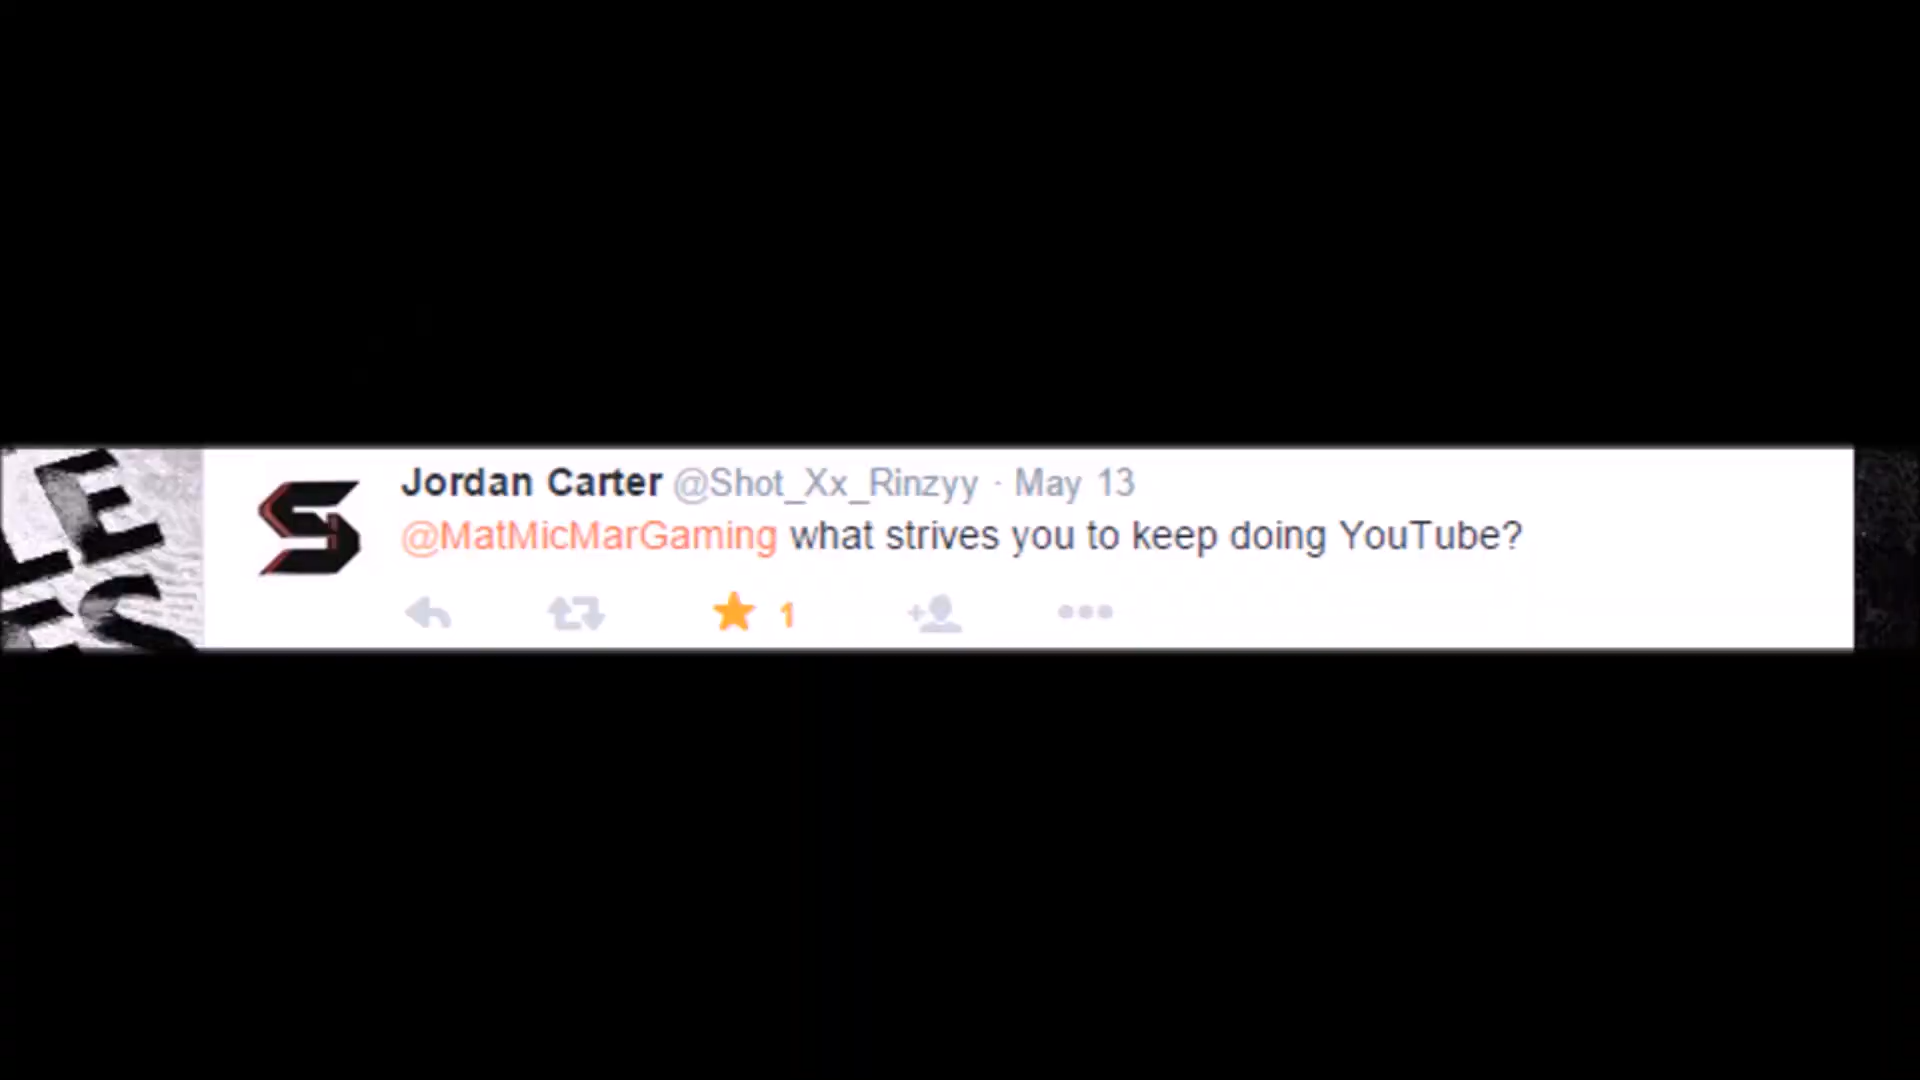 Jordan Carter @Shot_Xx_Rinzyy · May 13
@MatMicMarGaming what strives you to keep doing YouTube?
1